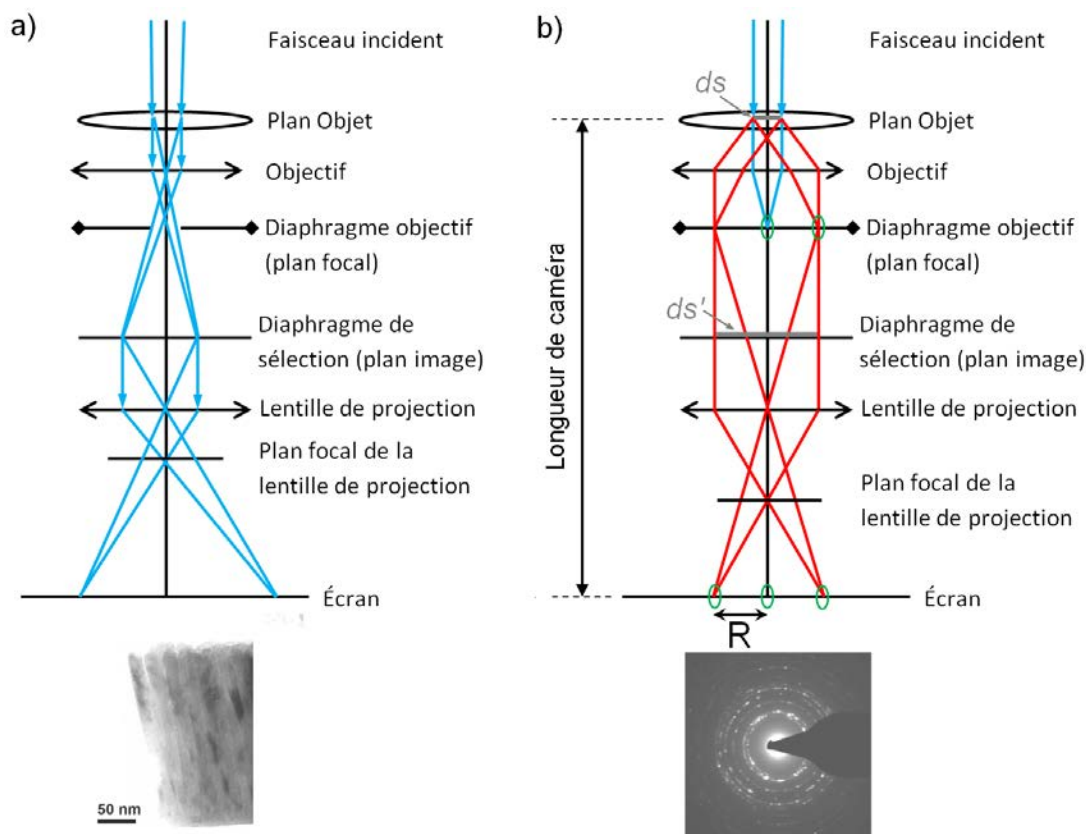 a)
Faisceau incident
Plan Objet
Objectif
Diaphragme objectif
(plan focal)
Diaphragme de
sélection (plan image)
Lentille de projection
Plan focal de la
lentille de projection
Écran
50 nm
b)
Faisceau incident
ds
Plan Objet
Objectif
Diaphragme objectif
(plan focal)
ds'
Diaphragme de
sélection (plan image)
Lentille de projection
Longueur de caméra
Plan focal de la
lentille de projection
Écran
R